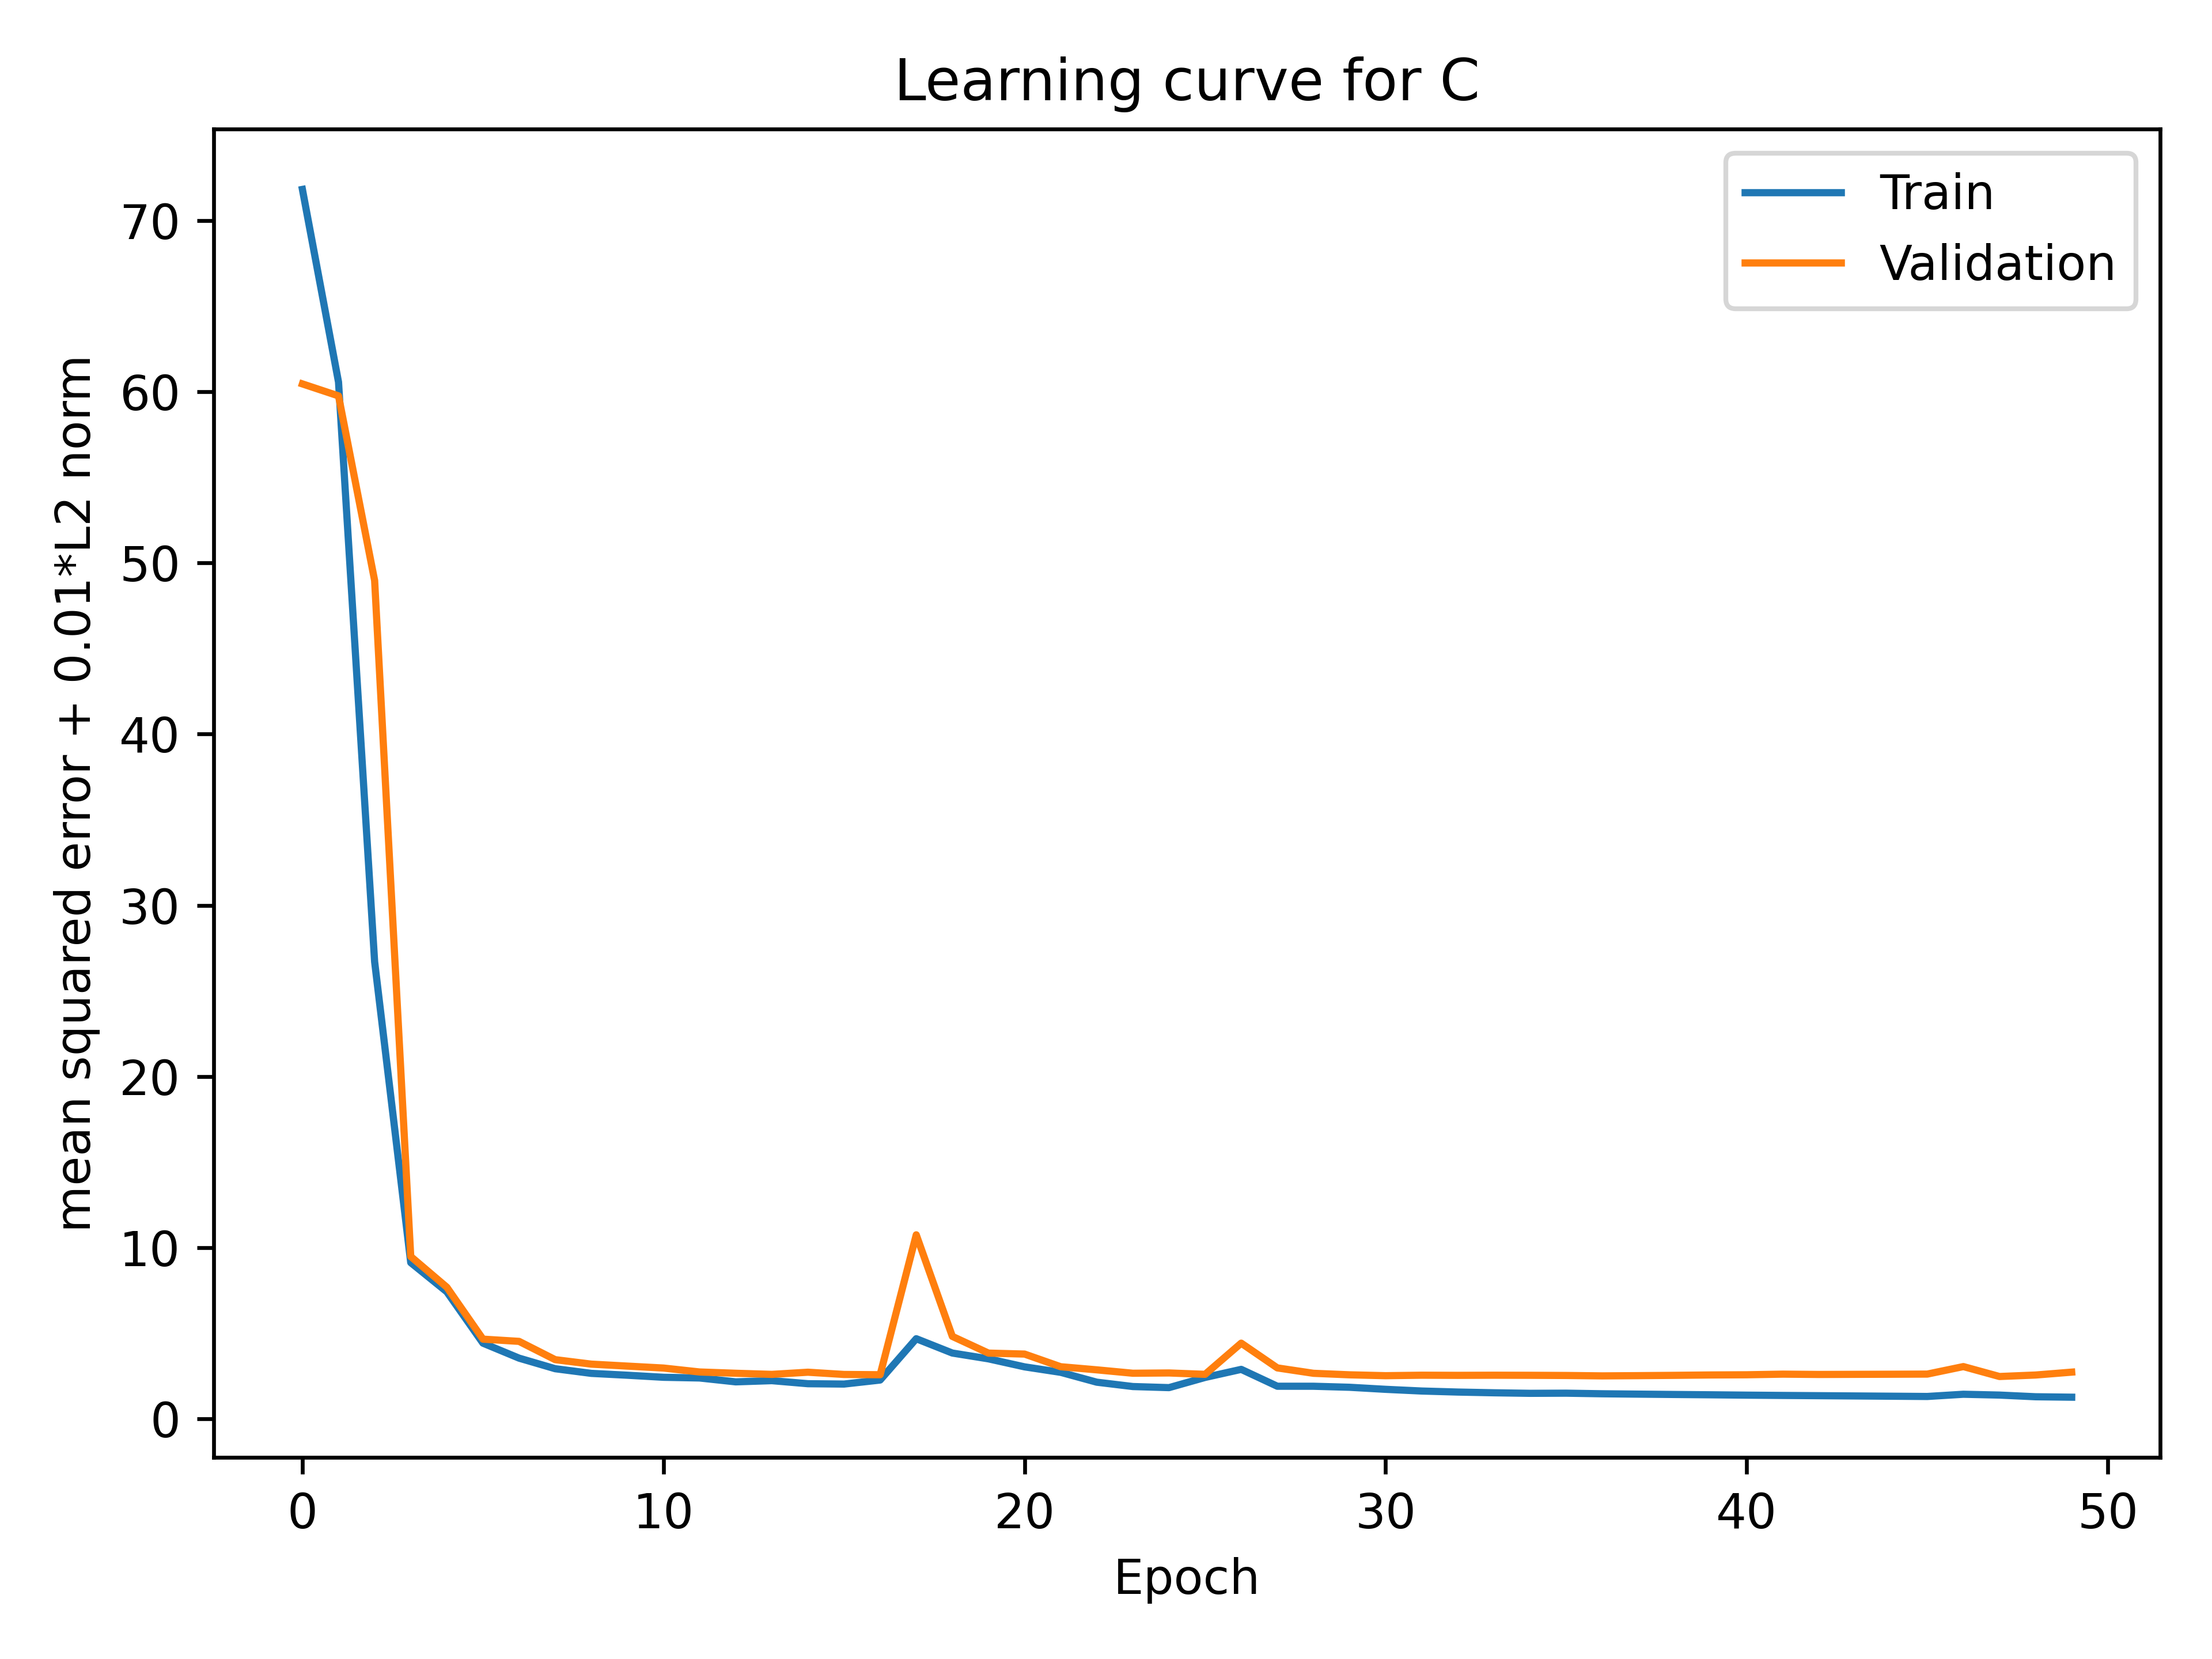 Learning curve for C
Train
Validation
mean squared error + 0.01*L2 norm
70
60
50
40
30
20
10
0
0 10 20 30 40 50
Epoch